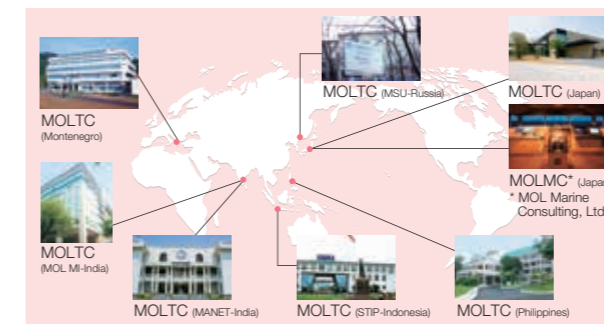 MOLTC (MSU-Russia)
MOLTC (Japan)
MOLTC
(Montenegro)
MOLMC* (Japa
* MOL Marine
Consulting, Ltd
MOLTC
(MOL MI-India)
MOLTC (MANET-India)
MOLTC (STIP-Indonesia)
MOLTC (Philippines)